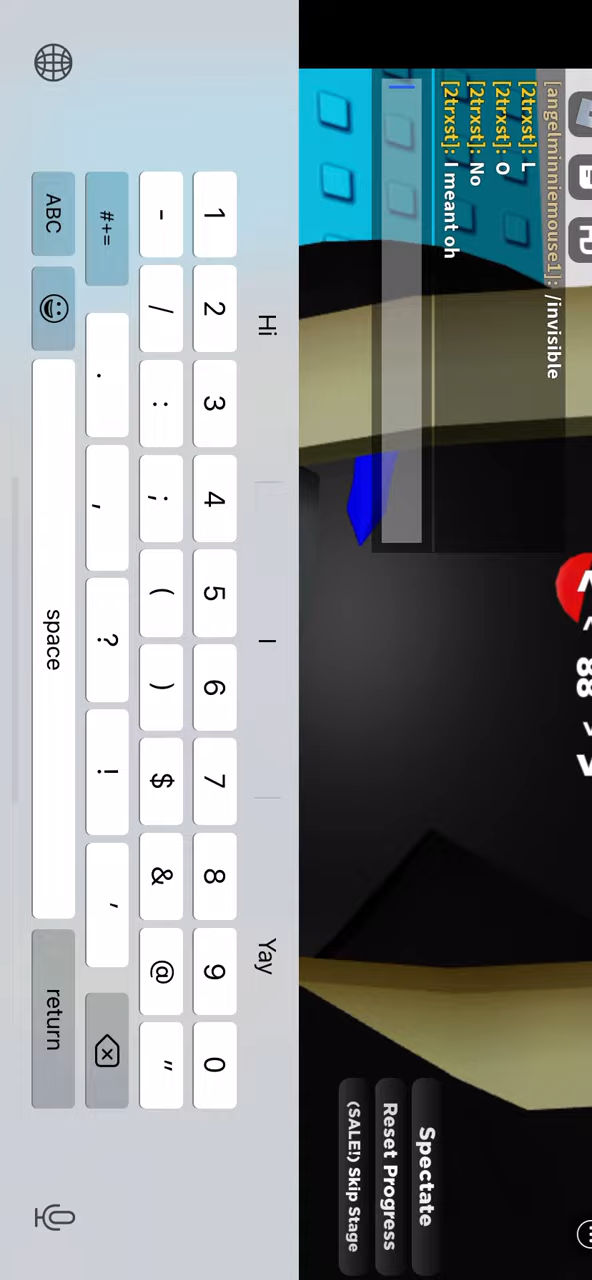 [angelminniemouse1]: /invisible
[2trxst]: L
[2trxst]: O
[2trxst]: No
[2trxst]: I meant oh
88
Spectate
Reset Progress
(SALE!) Skip Stage
Hi
I
Yay
1 2 3 4 5 6 7 8 9 0
- / : ; ( ) $ & @ "
#+= . , ? ! '
ABC space return